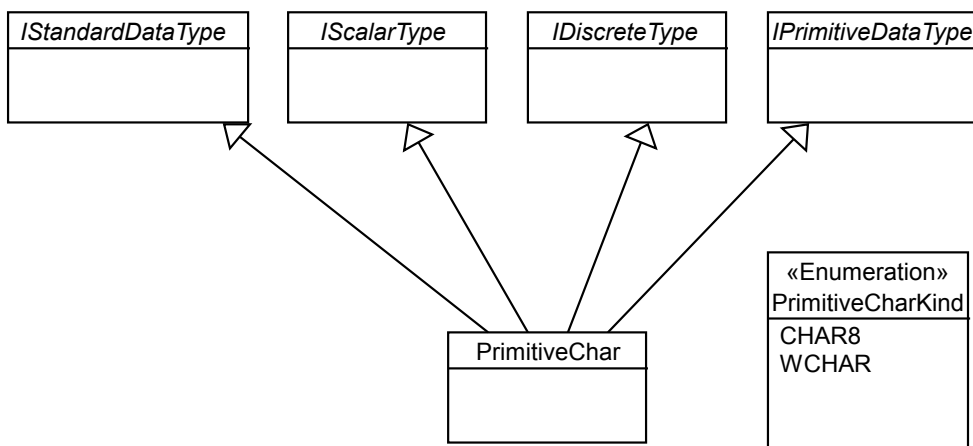 IStandardDataType
IScalarType
IDiscreteType
IPrimitiveDataType
PrimitiveChar
«Enumeration»
PrimitiveCharKind
CHAR8
WCHAR